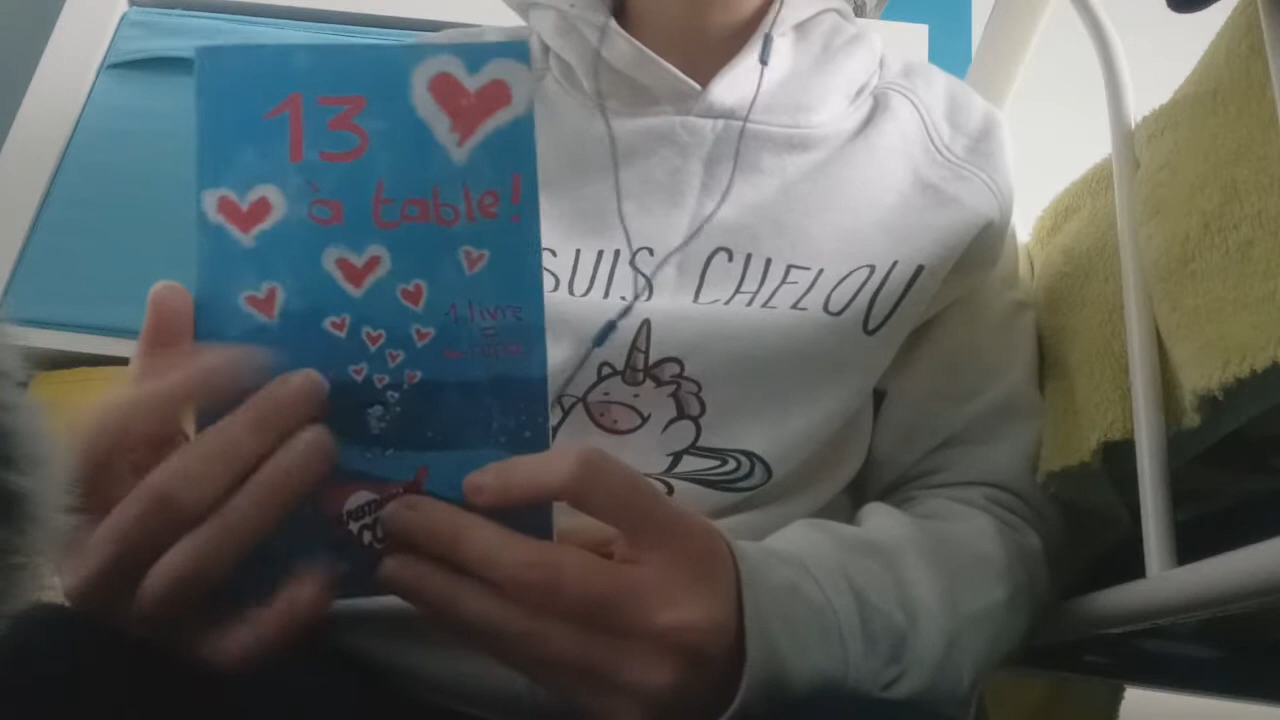 13
à table!
1 livre
=
SUIS CHELOU